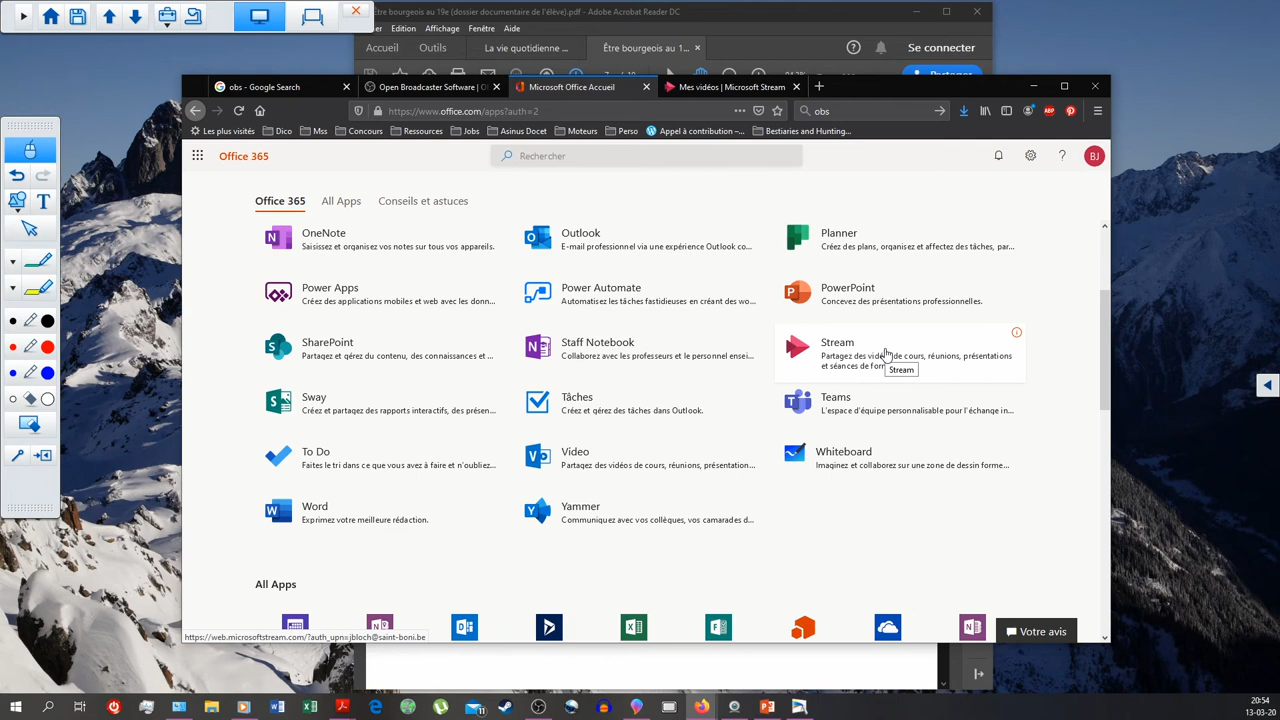 Être bourgeois au 19e (dossier documentaire de l'élève).pdf - Adobe Acrobat Reader DC
Edition Affichage Fenêtre Aide
Accueil Outils La vie quotidienne ... Être bourgeois au 1... × Se connecter
Partager
obs - Google Search
Open Broadcaster Software | O
Microsoft Office Accueil
Mes vidéos | Microsoft Stream
https://www.office.com/apps?auth=2
obs
Les plus visités Dico Mss Concours Ressources Jobs Asinus Docet Moteurs Perso Appel à contribution –... Bestiaries and Hunting...
Office 365
Rechercher
BJ
Office 365 All Apps Conseils et astuces
OneNote
Saisissez et organisez vos notes sur tous vos appareils.
Outlook
E-mail professionnel via une expérience Outlook co...
Planner
Créez des plans, organisez et affectez des tâches, par...
Power Apps
Créez des applications mobiles et web avec les donn...
Power Automate
Automatisez les tâches fastidieuses en créant des wo...
PowerPoint
Concevez des présentations professionnelles.
SharePoint
Partagez et gérez du contenu, des connaissances et ...
Staff Notebook
Collaborez avec les professeurs et le personnel ensei...
Stream
Partagez des vidéos de cours, réunions, présentations
et séances de for
Stream
Sway
Créez et partagez des rapports interactifs, des présen...
Tâches
Créez et gérez des tâches dans Outlook.
Teams
L'espace d'équipe personnalisable pour l'échange in...
To Do
Faites le tri dans ce que vous avez à faire et n'oubliez...
Video
Partagez des vidéos de cours, réunions, présentation...
Whiteboard
Imaginez et collaborez sur une zone de dessin forme...
Word
Exprimez votre meilleure rédaction.
Yammer
Communiquez avec vos collègues, vos camarades d...
All Apps
https://web.microsoftstream.com/?auth_upn=jbloch@saint-boni.be
Votre avis
20:54
13-03-20